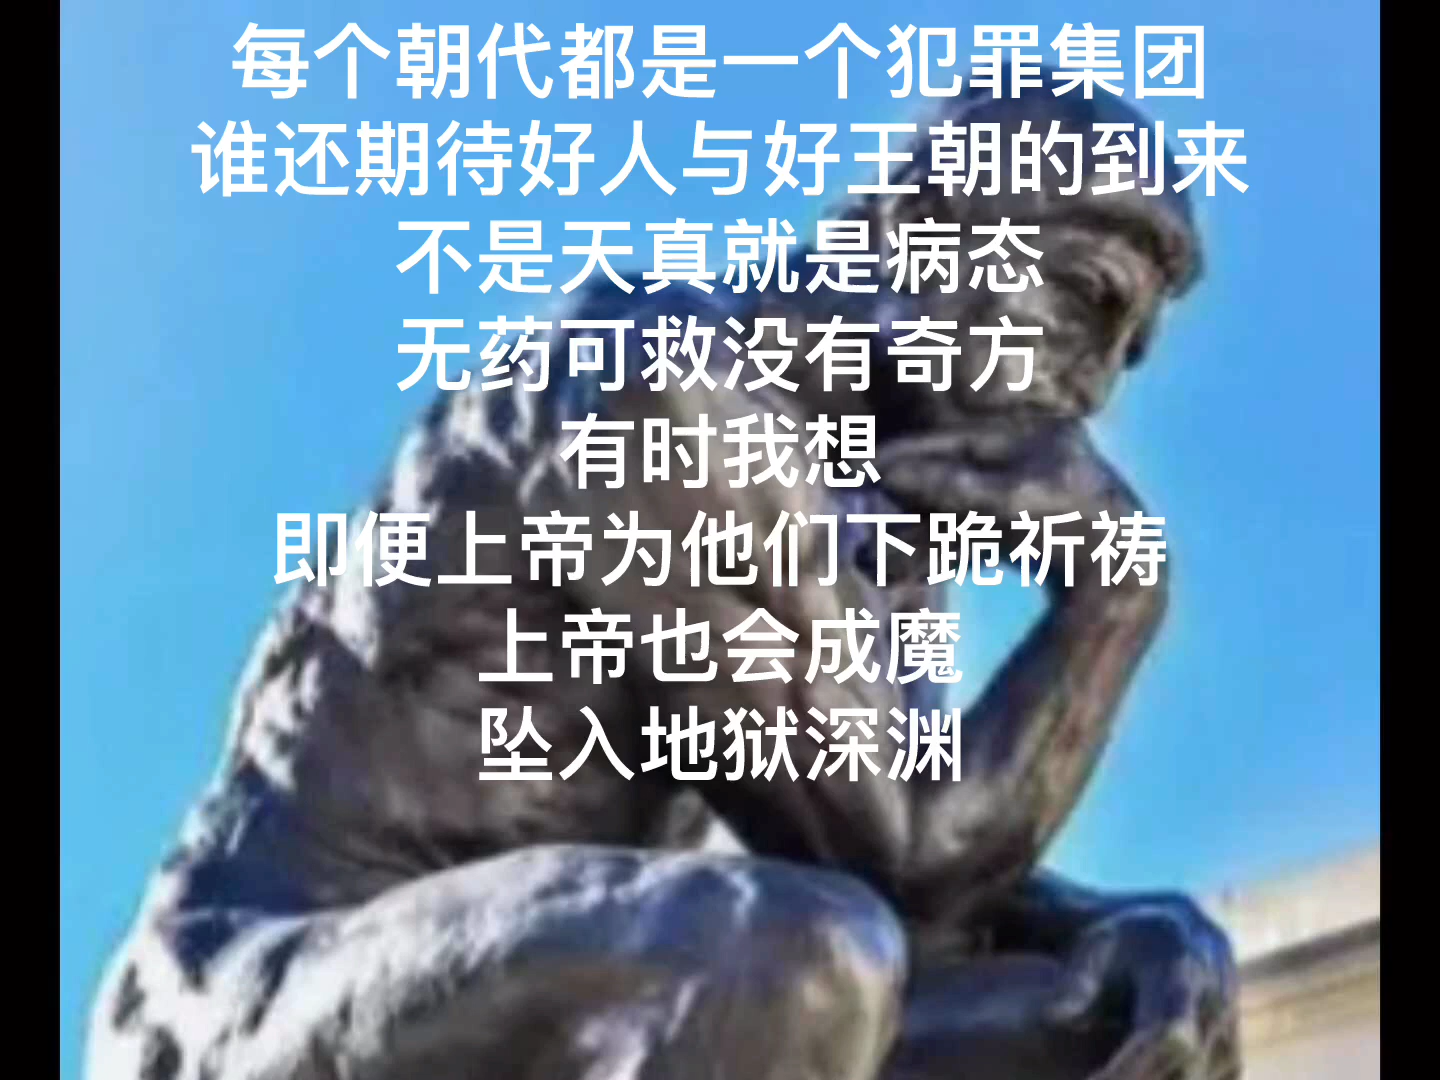 每个朝代都是一个犯罪集团
谁还期待好人与好王朝的到来
不是天真就是病态
无药可救没有奇方
有时我想
即便上帝为他们下跪祈祷
上帝也会成魔
坠入地狱深渊